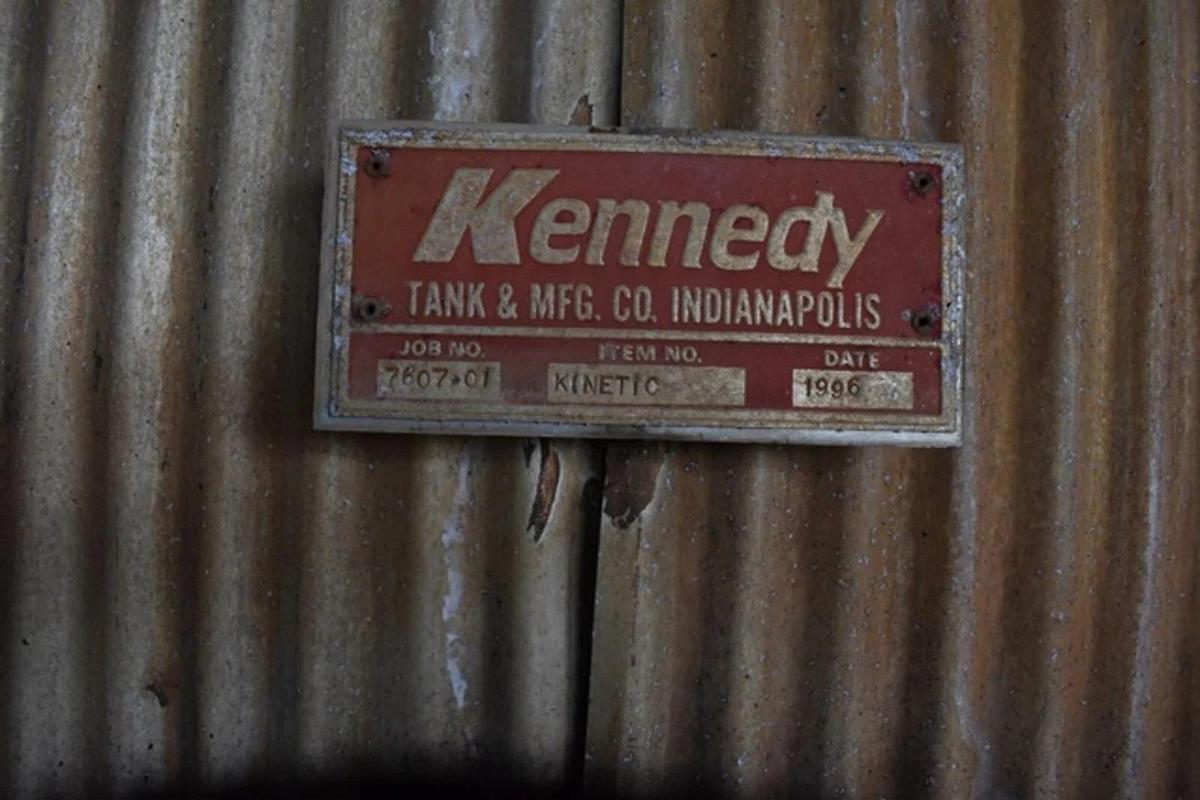 Kennedy
TANK & MFG. CO. INDIANAPOLIS
JOB NO. ITEM NO. DATE
7607-01 KINETIC 1996